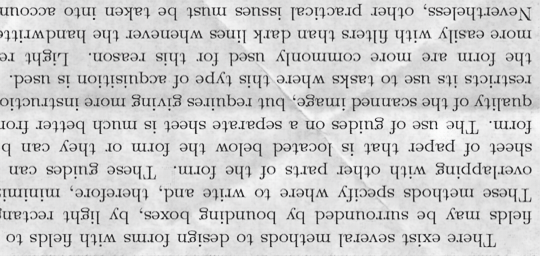 There exist several methods to design forms with fields to
fields may be surrounded by bounding boxes, by light rectang
These methods specify where to write and, therefore, minimi
overlapping with other parts of the form. These guides can
sheet of paper that is located below the form or they can b
form. The use of guides on a separate sheet is much better fro
quality of the scanned image, but requires giving more instructio
restricts its use to tasks where this type of acquisition is used.
the form are more commonly used for this reason. Light re
more easily with filters than dark lines whenever the handwritt
Nevertheless, other practical issues must be taken into accoun